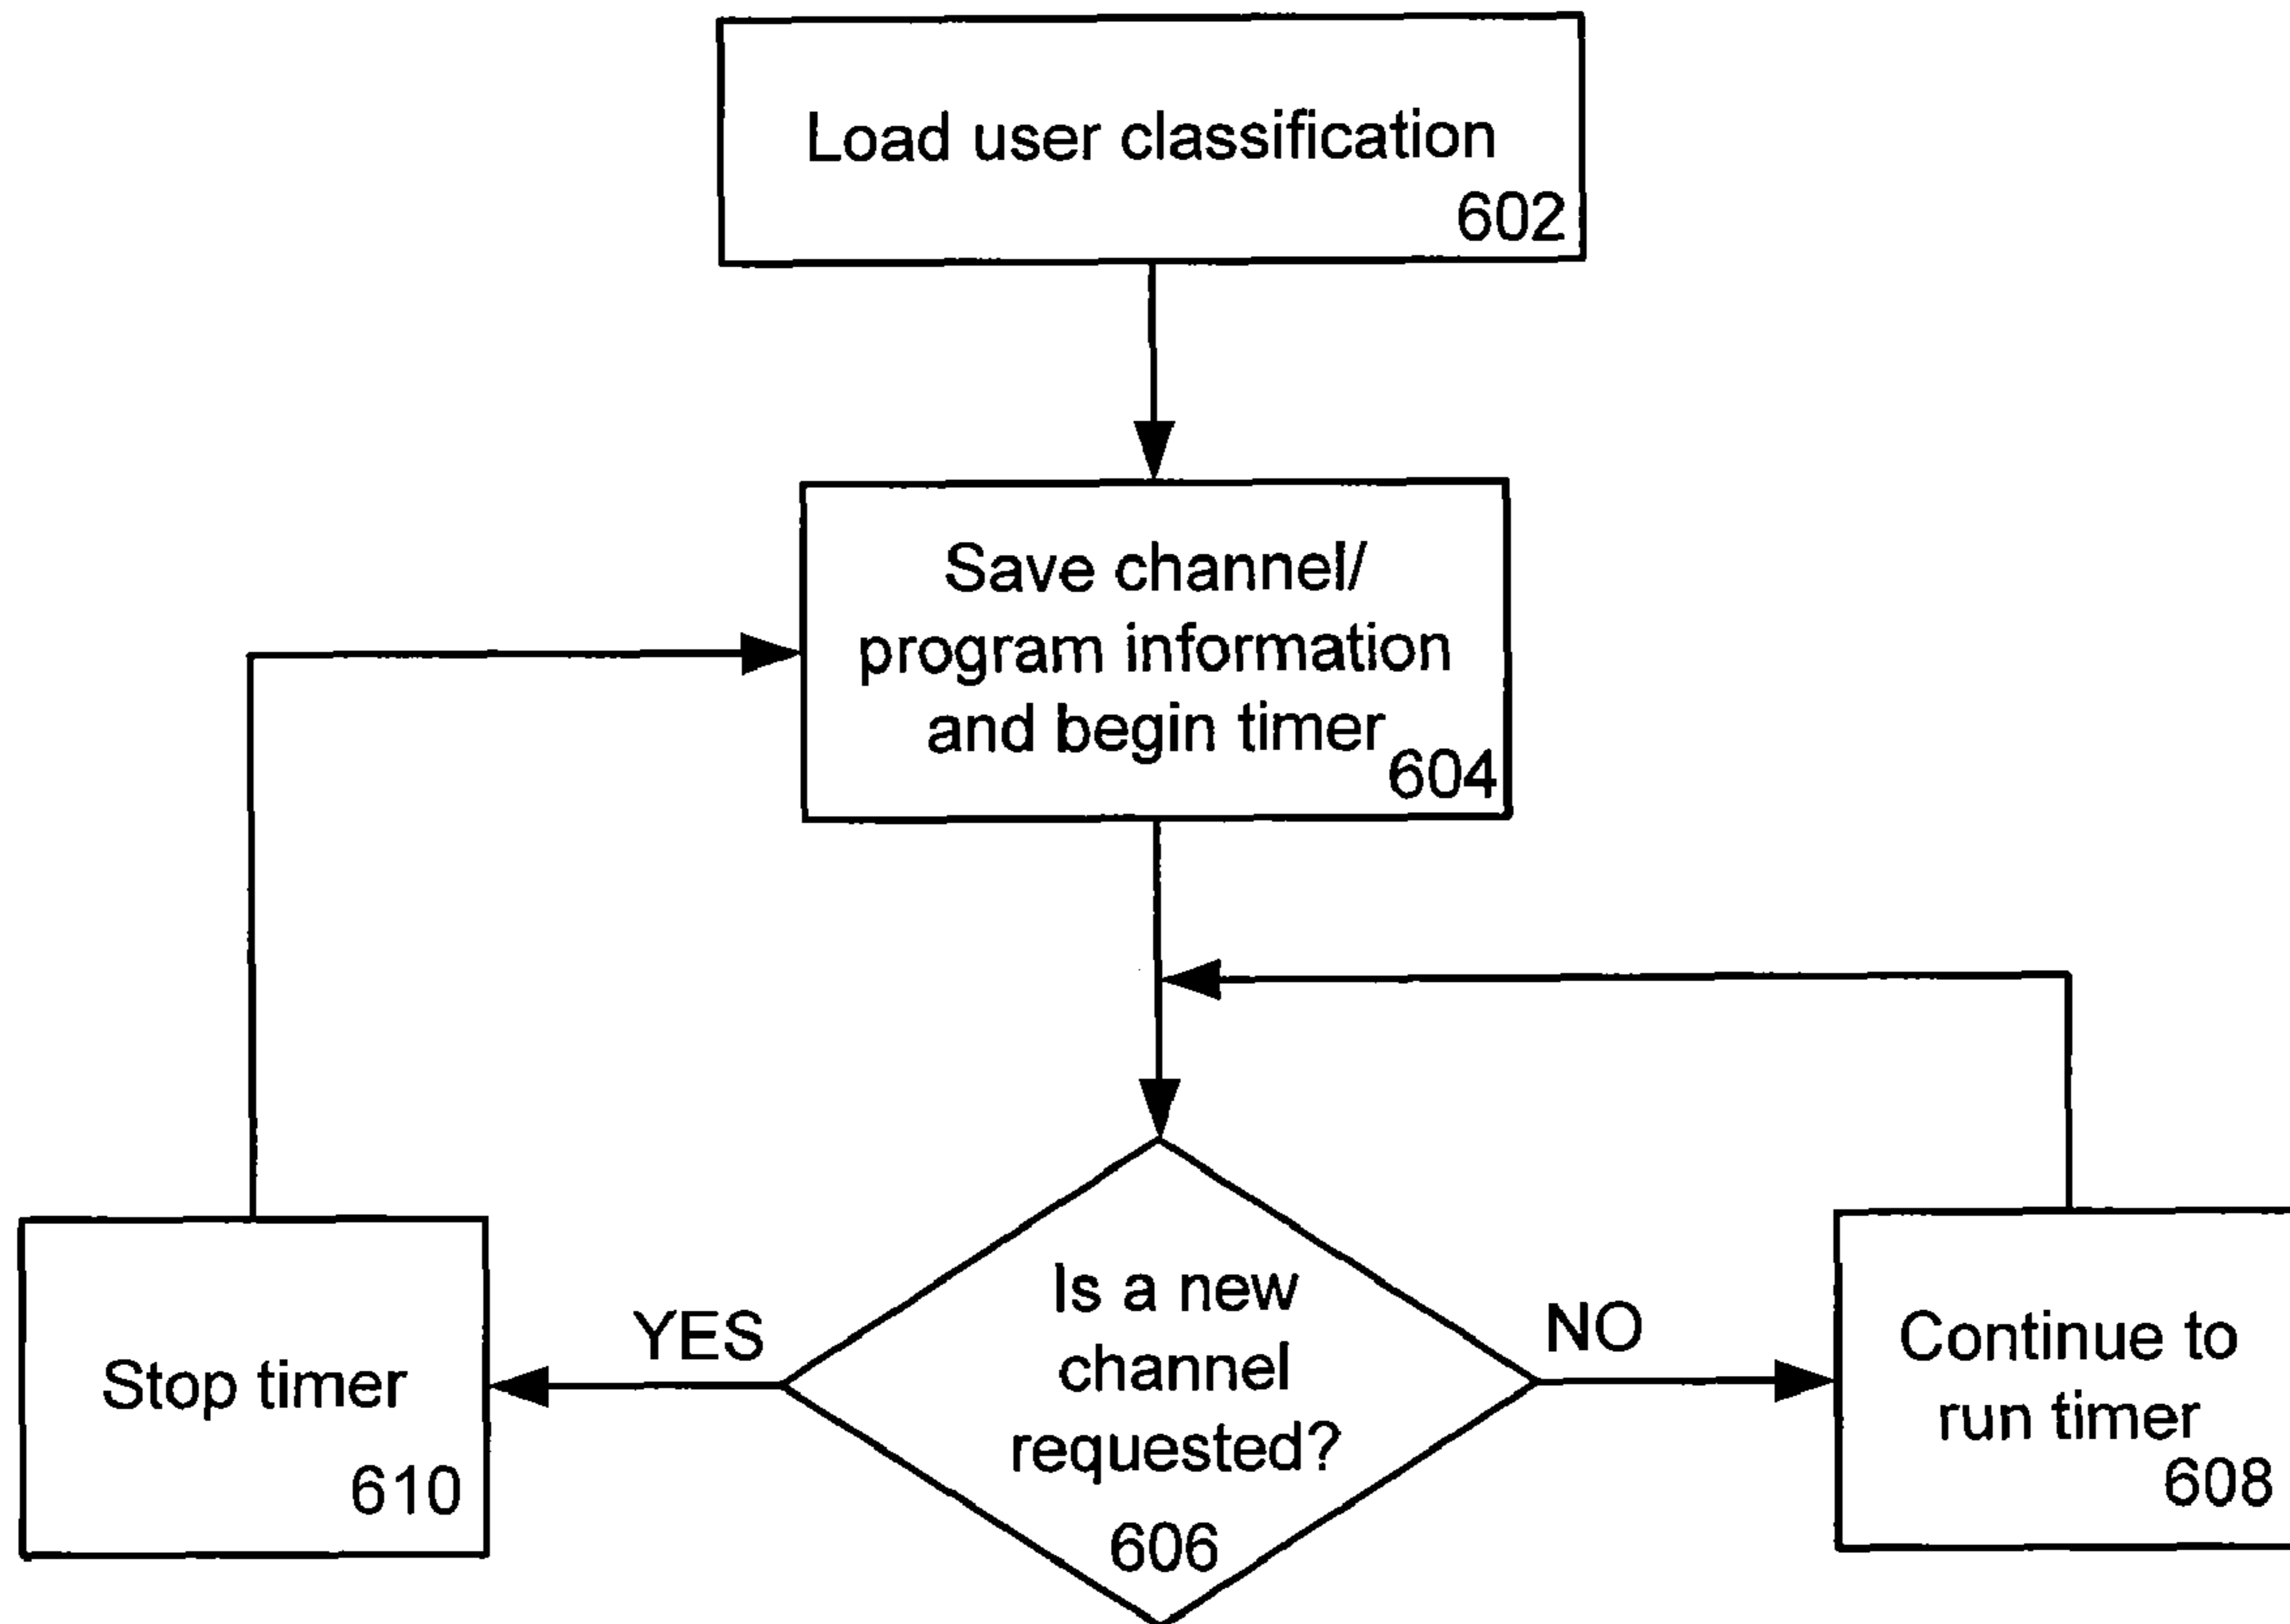 Load user classification
602
Save channel/
program information
and begin timer
604
Is a new
channel
requested?
606
YES
NO
Stop timer
610
Continue to
run timer
608